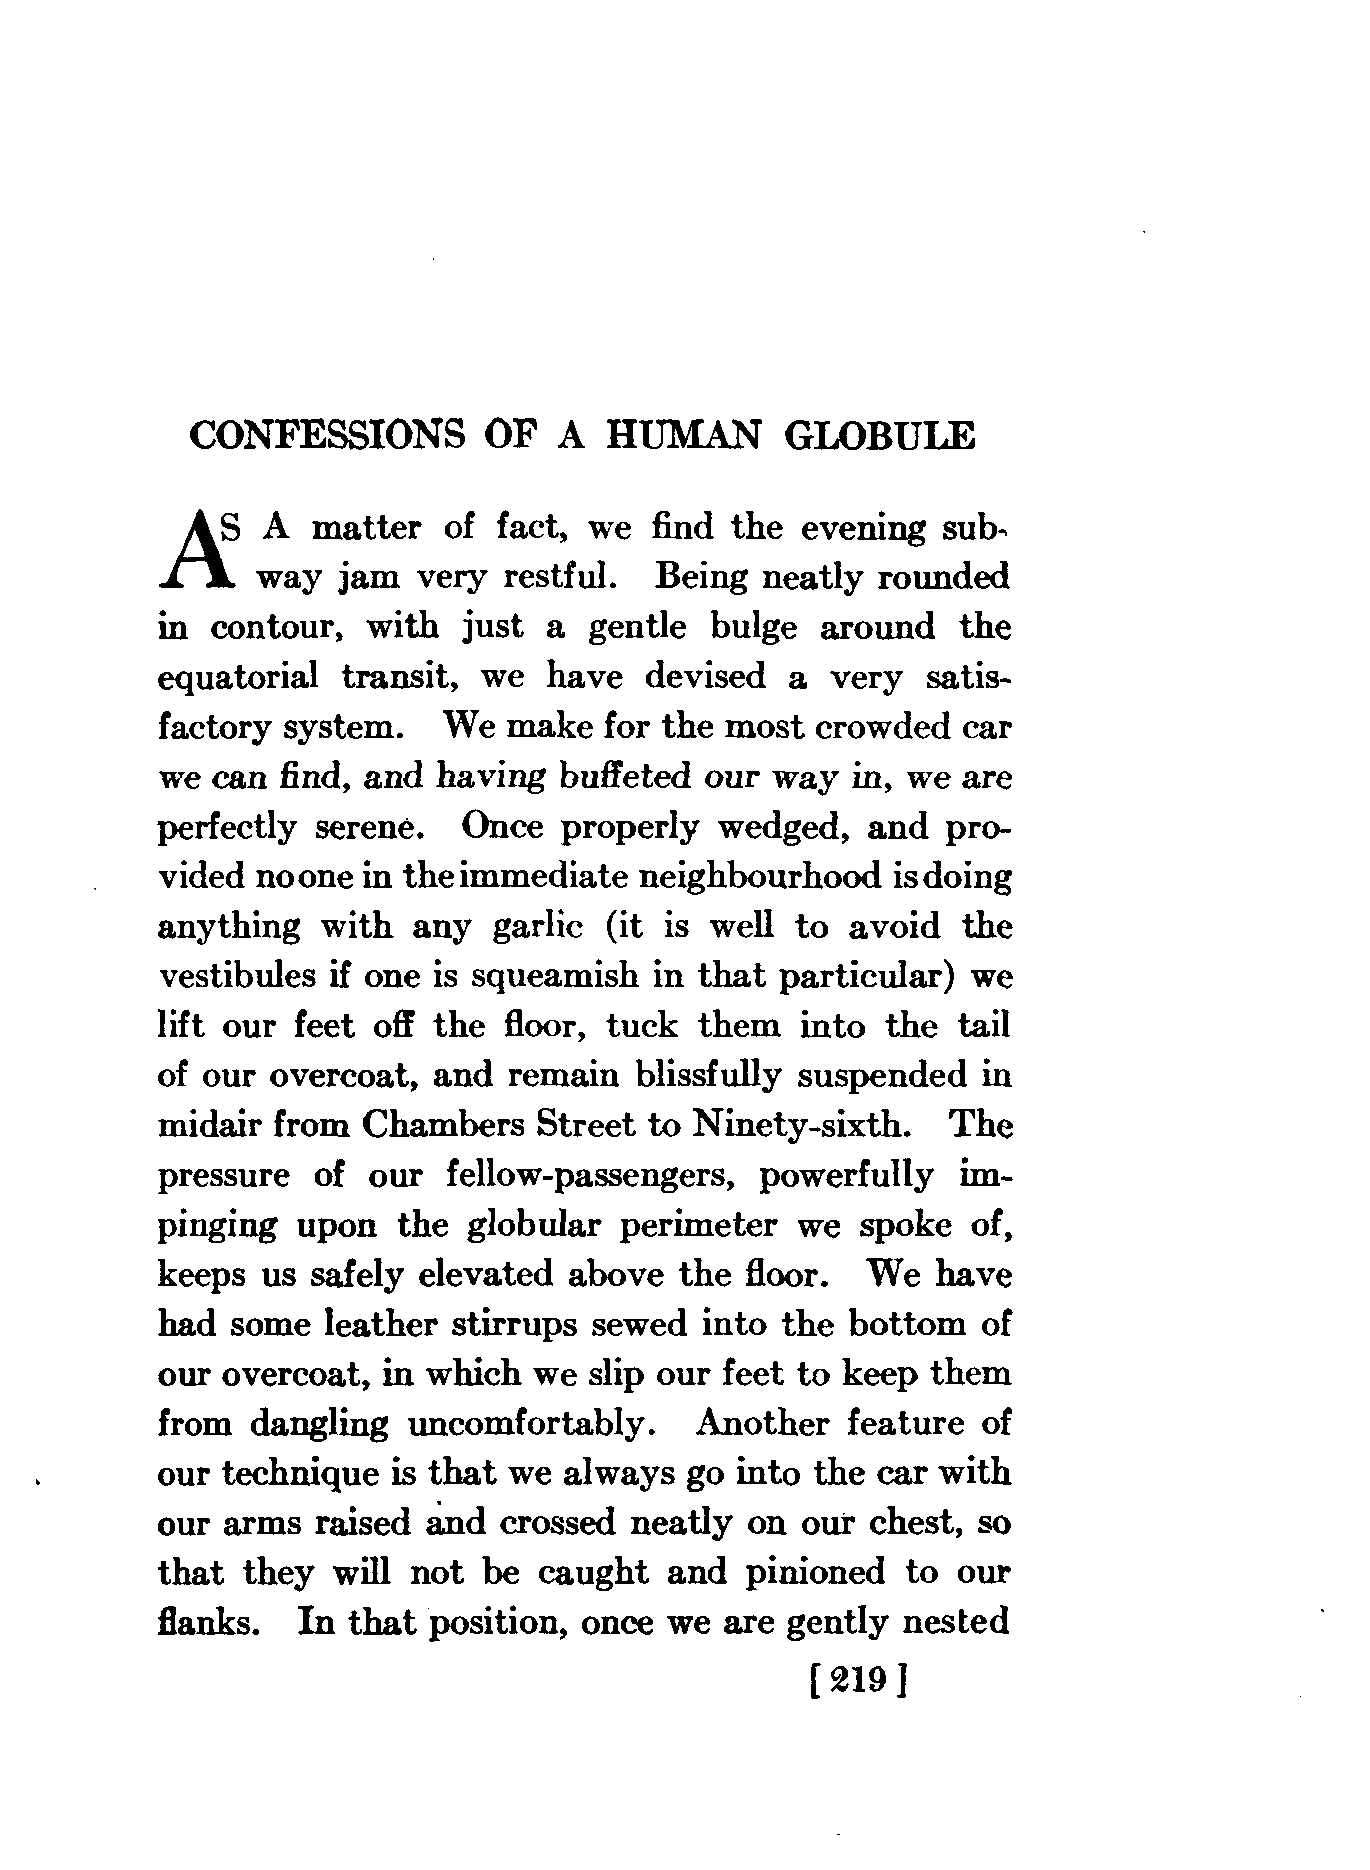 CONFESSIONS OF A HUMAN GLOBULE
AS A matter of fact, we find the evening sub-
way jam very restful. Being neatly rounded
in contour, with just a gentle bulge around the
equatorial transit, we have devised a very satis-
factory system. We make for the most crowded car
we can find, and having buffeted our way in, we are
perfectly serene. Once properly wedged, and pro-
vided no one in the immediate neighbourhood is doing
anything with any garlic (it is well to avoid the
vestibules if one is squeamish in that particular) we
lift our feet off the floor, tuck them into the tail
of our overcoat, and remain blissfully suspended in
midair from Chambers Street to Ninety-sixth. The
pressure of our fellow-passengers, powerfully im-
pinging upon the globular perimeter we spoke of,
keeps us safely elevated above the floor. We have
had some leather stirrups sewed into the bottom of
our overcoat, in which we slip our feet to keep them
from dangling uncomfortably. Another feature of
our technique is that we always go into the car with
our arms raised and crossed neatly on our chest, so
that they will not be caught and pinioned to our
flanks. In that position, once we are gently nested
[ 219 ]